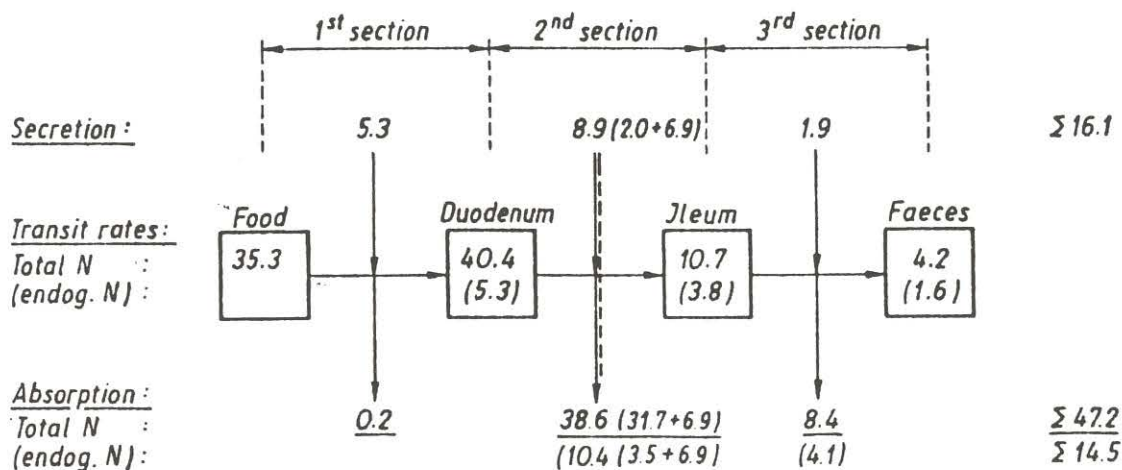 1st section 2nd section 3rd section
Secretion : 5.3 8.9 (2.0+6.9) 1.9 Σ 16.1
Food Duodenum Jleum Faeces
Transit rates: 35.3 40.4 10.7 4.2
Total N :
(endog. N) : (5.3) (3.8) (1.6)
Absorption :
Total N : 0.2 38.6 (31.7+6.9) 8.4 Σ 47.2
(endog. N) : (10.4 (3.5+6.9) (4.1) Σ 14.5